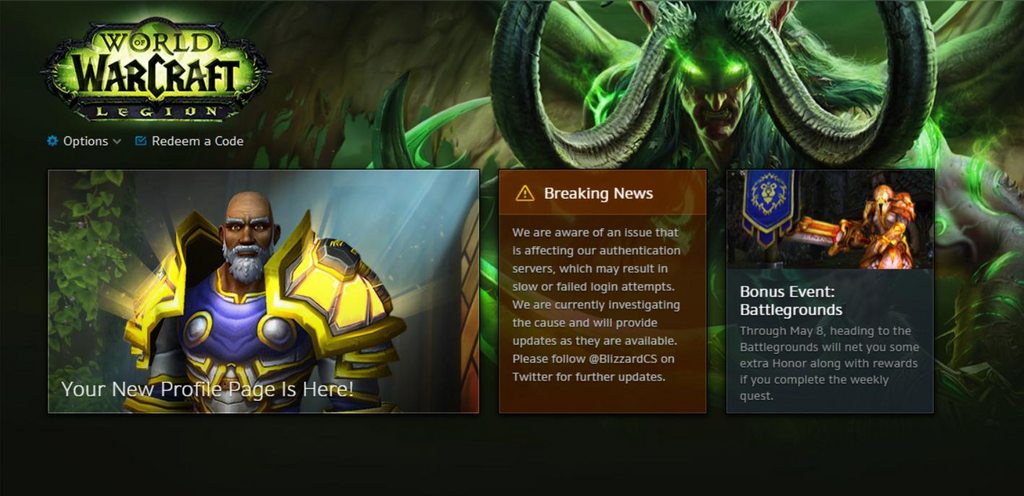 WORLD
OF
WARCRAFT
LEGION
Options
Redeem a Code
Your New Profile Page Is Here!
Breaking News
We are aware of an issue that
is affecting our authentication
servers, which may result in
slow or failed login attempts.
We are currently investigating
the cause and will provide
updates as they are available.
Please follow @BlizzardCS on
Twitter for further updates.
Bonus Event:
Battlegrounds
Through May 8, heading to the
Battlegrounds will net you some
extra Honor along with rewards
if you complete the weekly
quest.